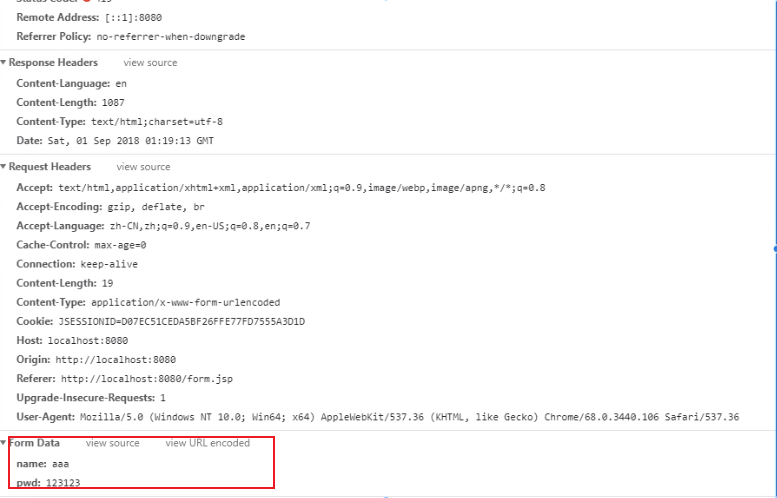 Status Code: 415
Remote Address: [::1]:8080
Referrer Policy: no-referrer-when-downgrade
Response Headers view source
Content-Language: en
Content-Length: 1087
Content-Type: text/html;charset=utf-8
Date: Sat, 01 Sep 2018 01:19:13 GMT
Request Headers view source
Accept: text/html,application/xhtml+xml,application/xml;q=0.9,image/webp,image/apng,*/*;q=0.8
Accept-Encoding: gzip, deflate, br
Accept-Language: zh-CN,zh;q=0.9,en-US;q=0.8,en;q=0.7
Cache-Control: max-age=0
Connection: keep-alive
Content-Length: 19
Content-Type: application/x-www-form-urlencoded
Cookie: JSESSIONID=D07EC51CEDA5BF26FFE77FD7555A3D1D
Host: localhost:8080
Origin: http://localhost:8080
Referer: http://localhost:8080/form.jsp
Upgrade-Insecure-Requests: 1
User-Agent: Mozilla/5.0 (Windows NT 10.0; Win64; x64) AppleWebKit/537.36 (KHTML, like Gecko) Chrome/68.0.3440.106 Safari/537.36
Form Data view source view URL encoded
name: aaa
pwd: 123123